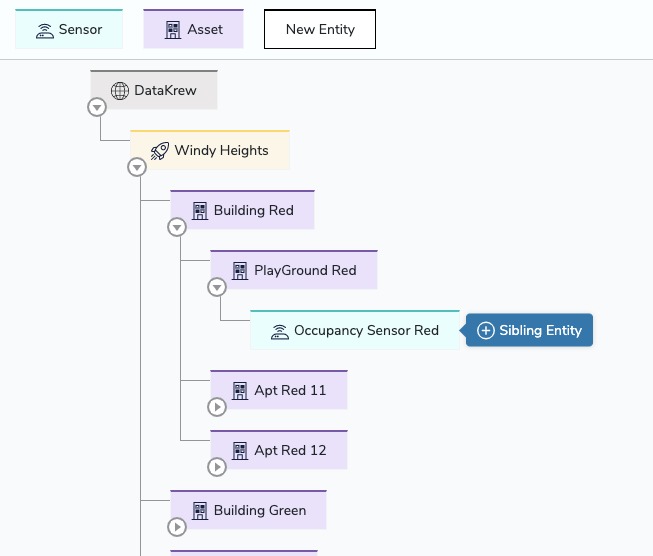 Sensor
Asset
New Entity
DataKrew
Windy Heights
Building Red
PlayGround Red
Occupancy Sensor Red
Sibling Entity
Apt Red 11
Apt Red 12
Building Green